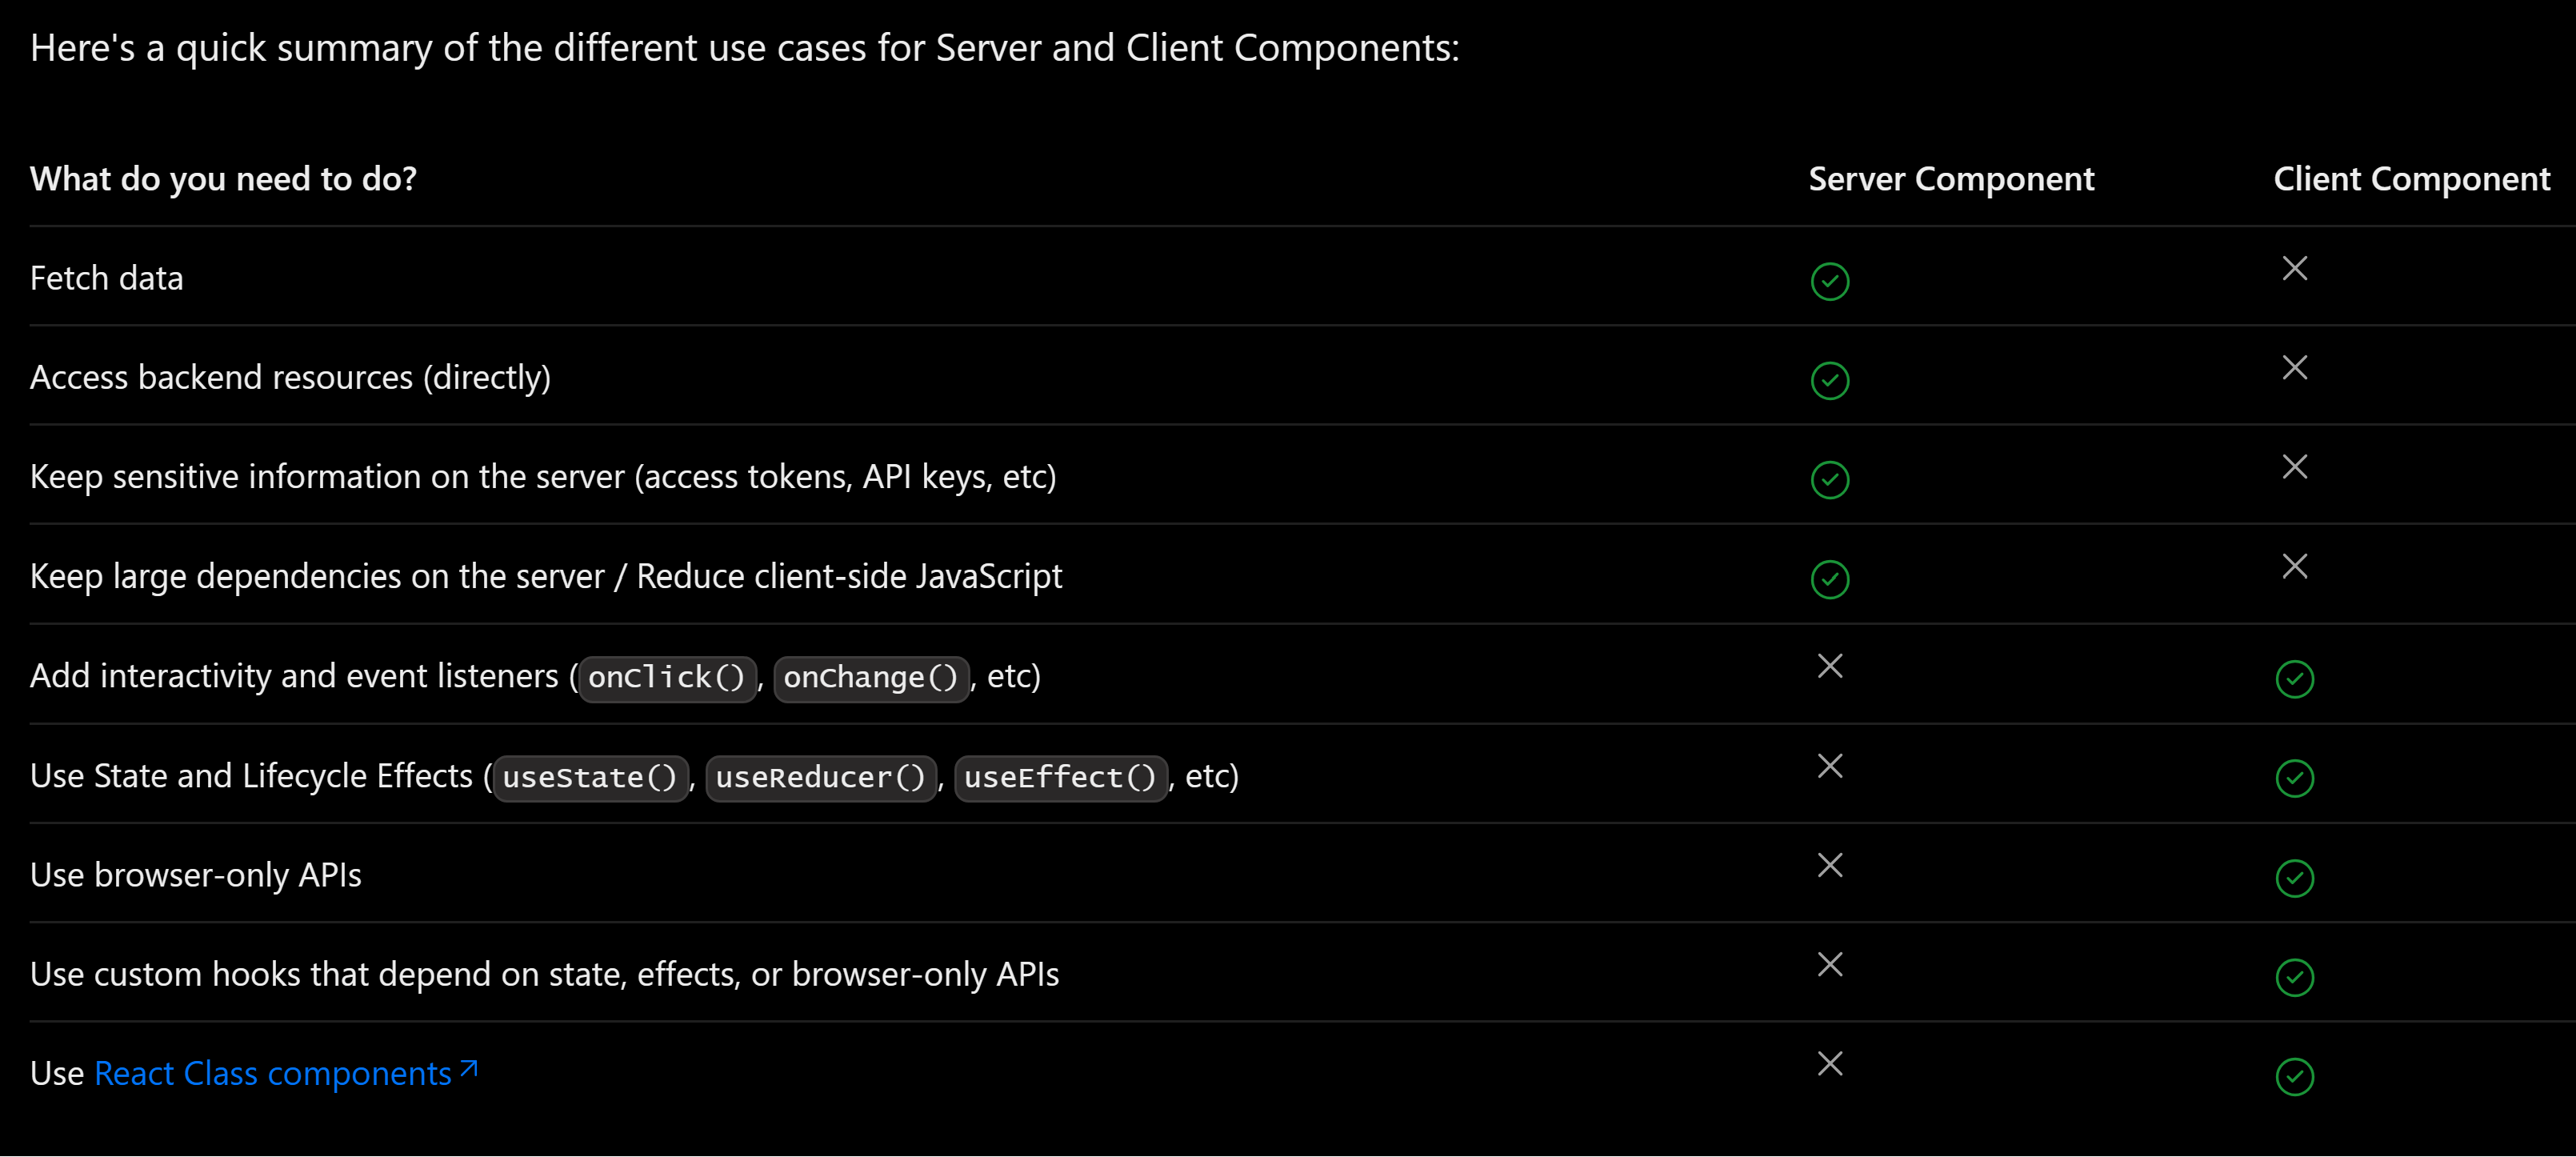 Here's a quick summary of the different use cases for Server and Client Components:
What do you need to do? Server Component Client Component
Fetch data
Access backend resources (directly)
Keep sensitive information on the server (access tokens, API keys, etc)
Keep large dependencies on the server / Reduce client-side JavaScript
Add interactivity and event listeners (onClick(), onChange(), etc)
Use State and Lifecycle Effects (useState(), useReducer(), useEffect(), etc)
Use browser-only APIs
Use custom hooks that depend on state, effects, or browser-only APIs
Use React Class components